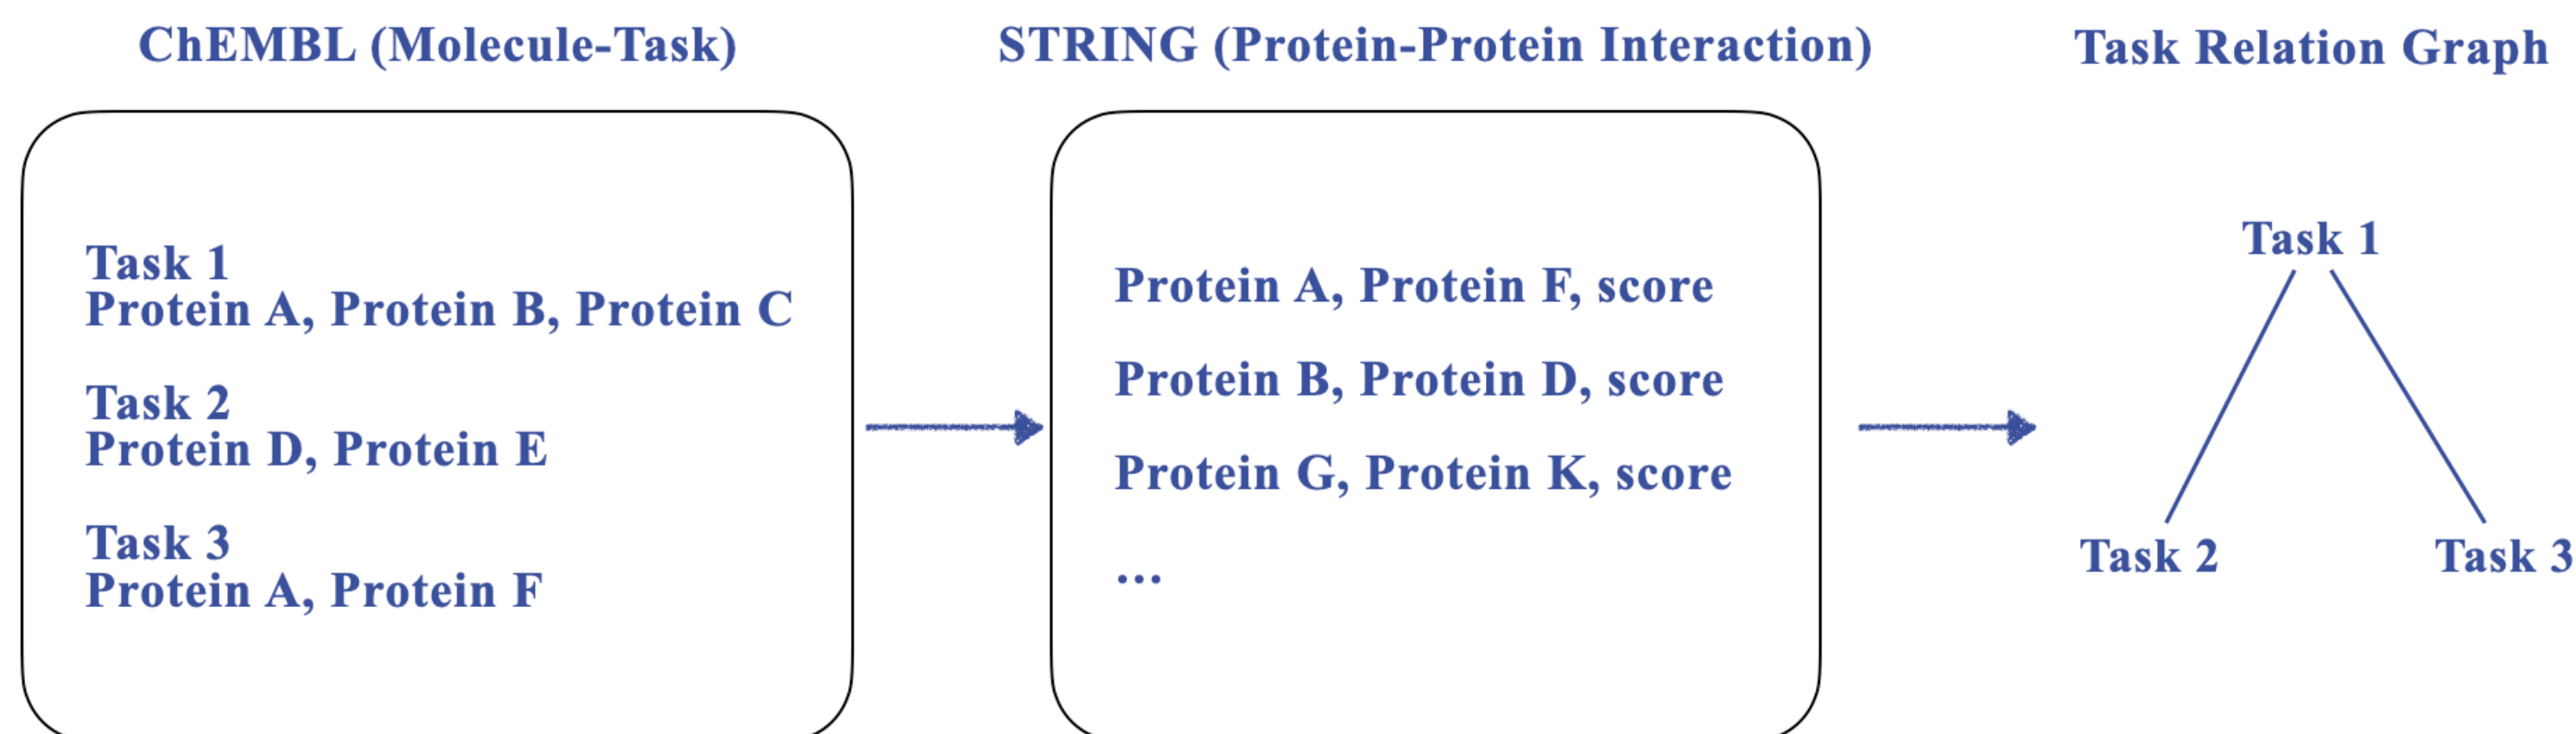 ChEMBL (Molecule-Task)
Task 1
Protein A, Protein B, Protein C
Task 2
Protein D, Protein E
Task 3
Protein A, Protein F
STRING (Protein-Protein Interaction)
Protein A, Protein F, score
Protein B, Protein D, score
Protein G, Protein K, score
...
Task Relation Graph
Task 1
Task 2
Task 3